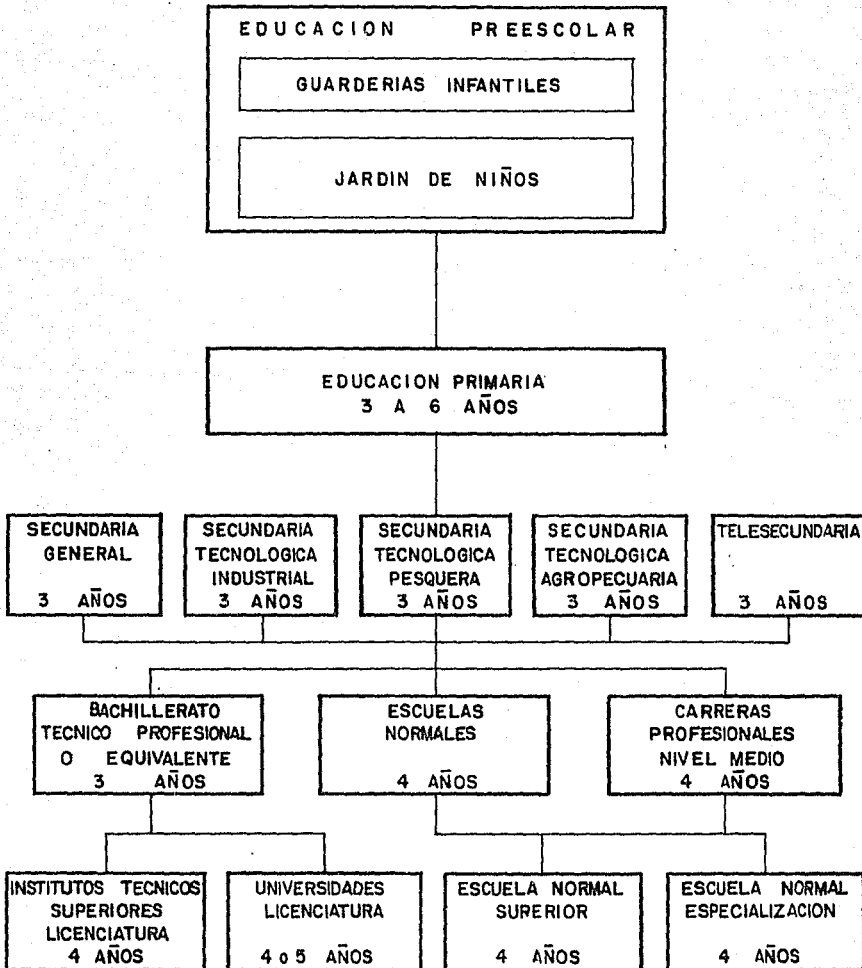 EDUCACION PREESCOLAR
GUARDERIAS INFANTILES
JARDIN DE NIÑOS
EDUCACION PRIMARIA
3 A 6 AÑOS
SECUNDARIA
GENERAL
3 AÑOS
SECUNDARIA
TECNOLOGICA
INDUSTRIAL
3 AÑOS
SECUNDARIA
TECNOLOGICA
PESQUERA
3 AÑOS
SECUNDARIA
TECNOLOGICA
AGROPECUARIA
3 AÑOS
TELESECUNDARIA
3 AÑOS
BACHILLERATO
TECNICO PROFESIONAL
O EQUIVALENTE
3 AÑOS
ESCUELAS
NORMALES
4 AÑOS
CARRERAS
PROFESIONALES
NIVEL MEDIO
4 AÑOS
INSTITUTOS TECNICOS
SUPERIORES
LICENCIATURA
4 AÑOS
UNIVERSIDADES
LICENCIATURA
4 o 5 AÑOS
ESCUELA NORMAL
SUPERIOR
4 AÑOS
ESCUELA NORMAL
ESPECIALIZACION
4 AÑOS